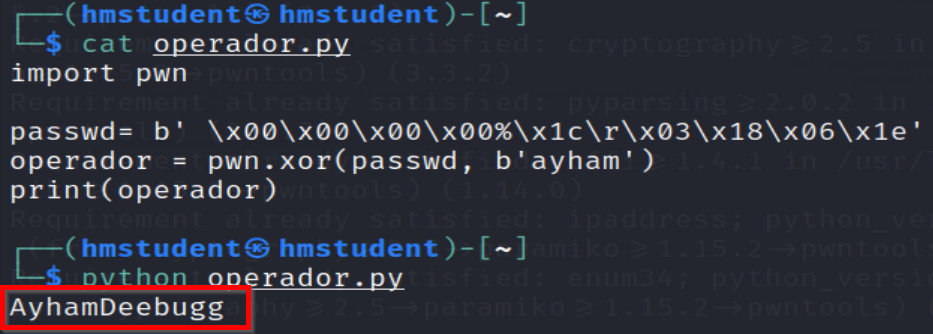 ┌──(hmstudent㉿hmstudent)-[~]
└─$ cat operador.py
import pwn
passwd= b' \x00\x00\x00\x00%\x1c\r\x03\x18\x06\x1e'
operador = pwn.xor(passwd, b'ayham')
print(operador)
┌──(hmstudent㉿hmstudent)-[~]
└─$ python operador.py
AyhamDeebugg